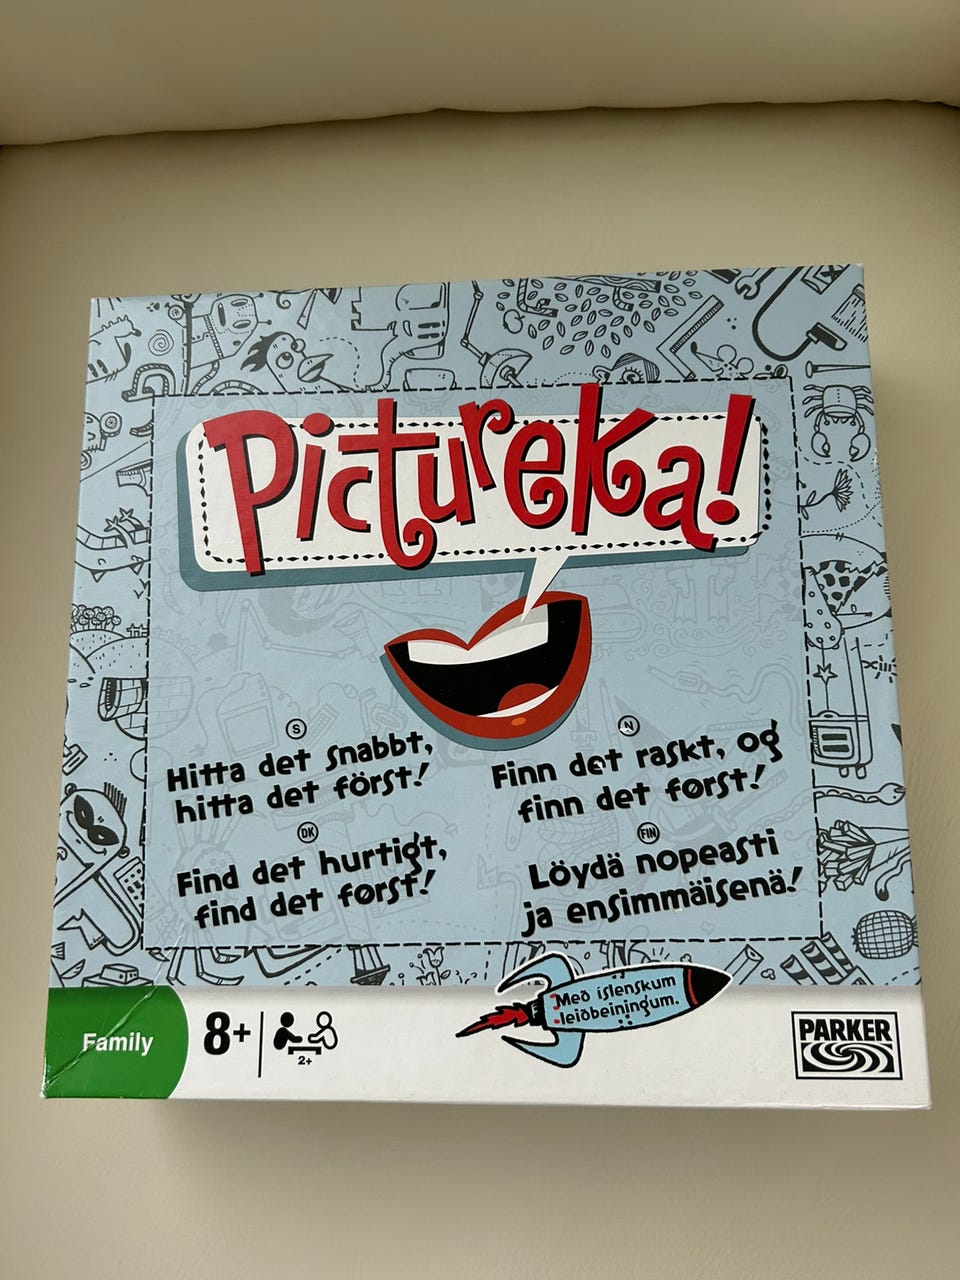 Pictureka!
S
Hitta det snabbt,
hitta det först!
N
Finn det raskt, og
finn det først!
DK
Find det hurtigt,
find det først!
FIN
Löydä nopeasti
ja ensimmäisenä!
Með íslenskum
leiðbeiningum.
Family
8+
2+
PARKER